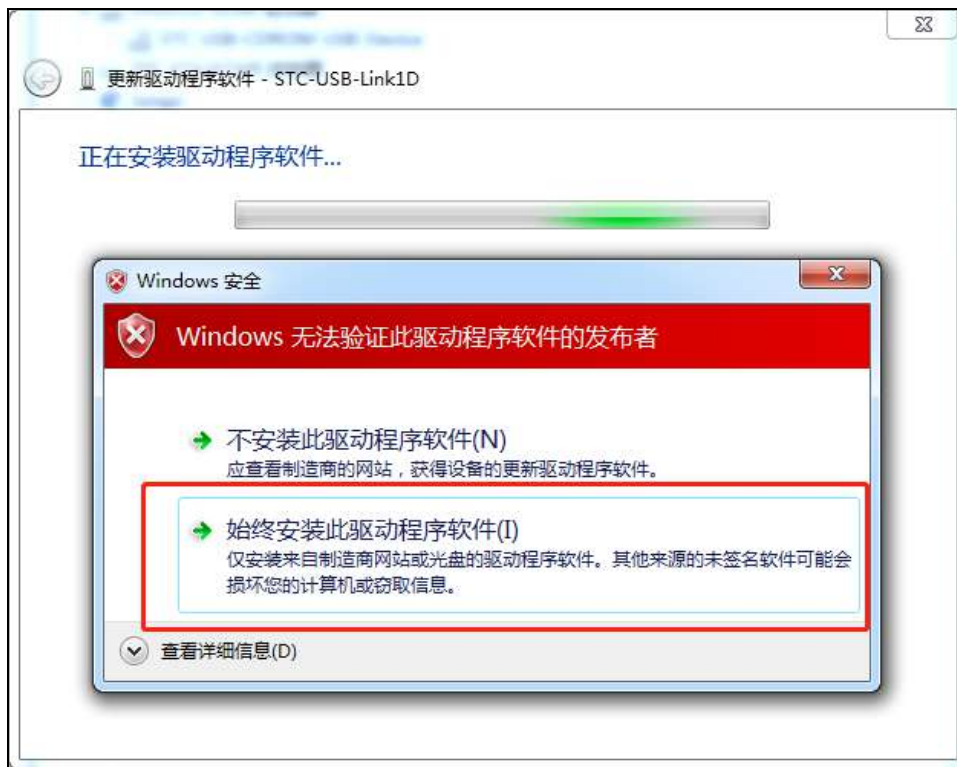 更新驱动程序软件 - STC-USB-Link1D
正在安装驱动程序软件...
Windows 安全
Windows 无法验证此驱动程序软件的发布者
不安装此驱动程序软件(N)
应查看制造商的网站，获得设备的更新驱动程序软件。
始终安装此驱动程序软件(I)
仅安装来自制造商网站或光盘的驱动程序软件。其他来源的未签名软件可能会
损坏您的计算机或窃取信息。
查看详细信息(D)